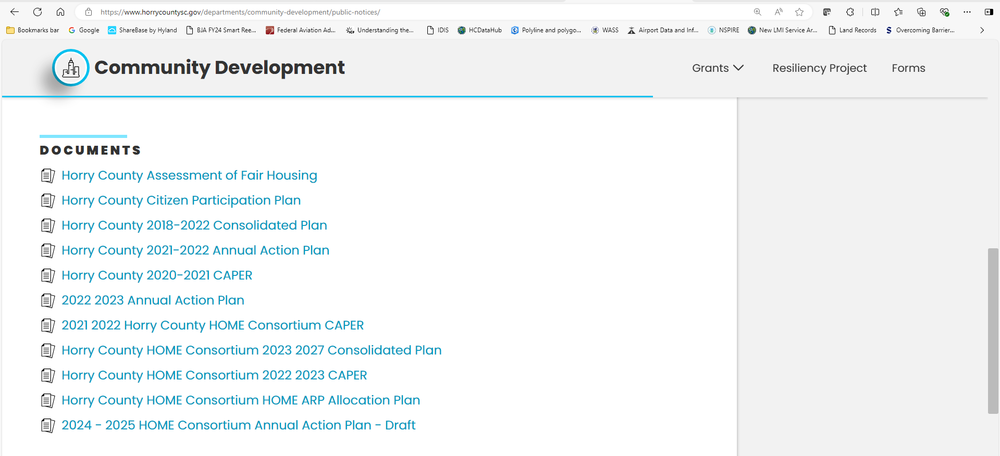 https://www.horrycountysc.gov/departments/community-development/public-notices/
Bookmarks bar Google ShareBase by Hyland BJA FY24 Smart Ree... Federal Aviation Ad... Understanding the... IDIS HCDataHub Polyline and polygo... WASS Airport Data and Inf... NSPIRE New LMI Service Ar... Land Records Overcoming Barrier...
Community Development Grants Resiliency Project Forms
DOCUMENTS
Horry County Assessment of Fair Housing
Horry County Citizen Participation Plan
Horry County 2018-2022 Consolidated Plan
Horry County 2021-2022 Annual Action Plan
Horry County 2020-2021 CAPER
2022 2023 Annual Action Plan
2021 2022 Horry County HOME Consortium CAPER
Horry County HOME Consortium 2023 2027 Consolidated Plan
Horry County HOME Consortium 2022 2023 CAPER
Horry County HOME Consortium HOME ARP Allocation Plan
2024 - 2025 HOME Consortium Annual Action Plan - Draft